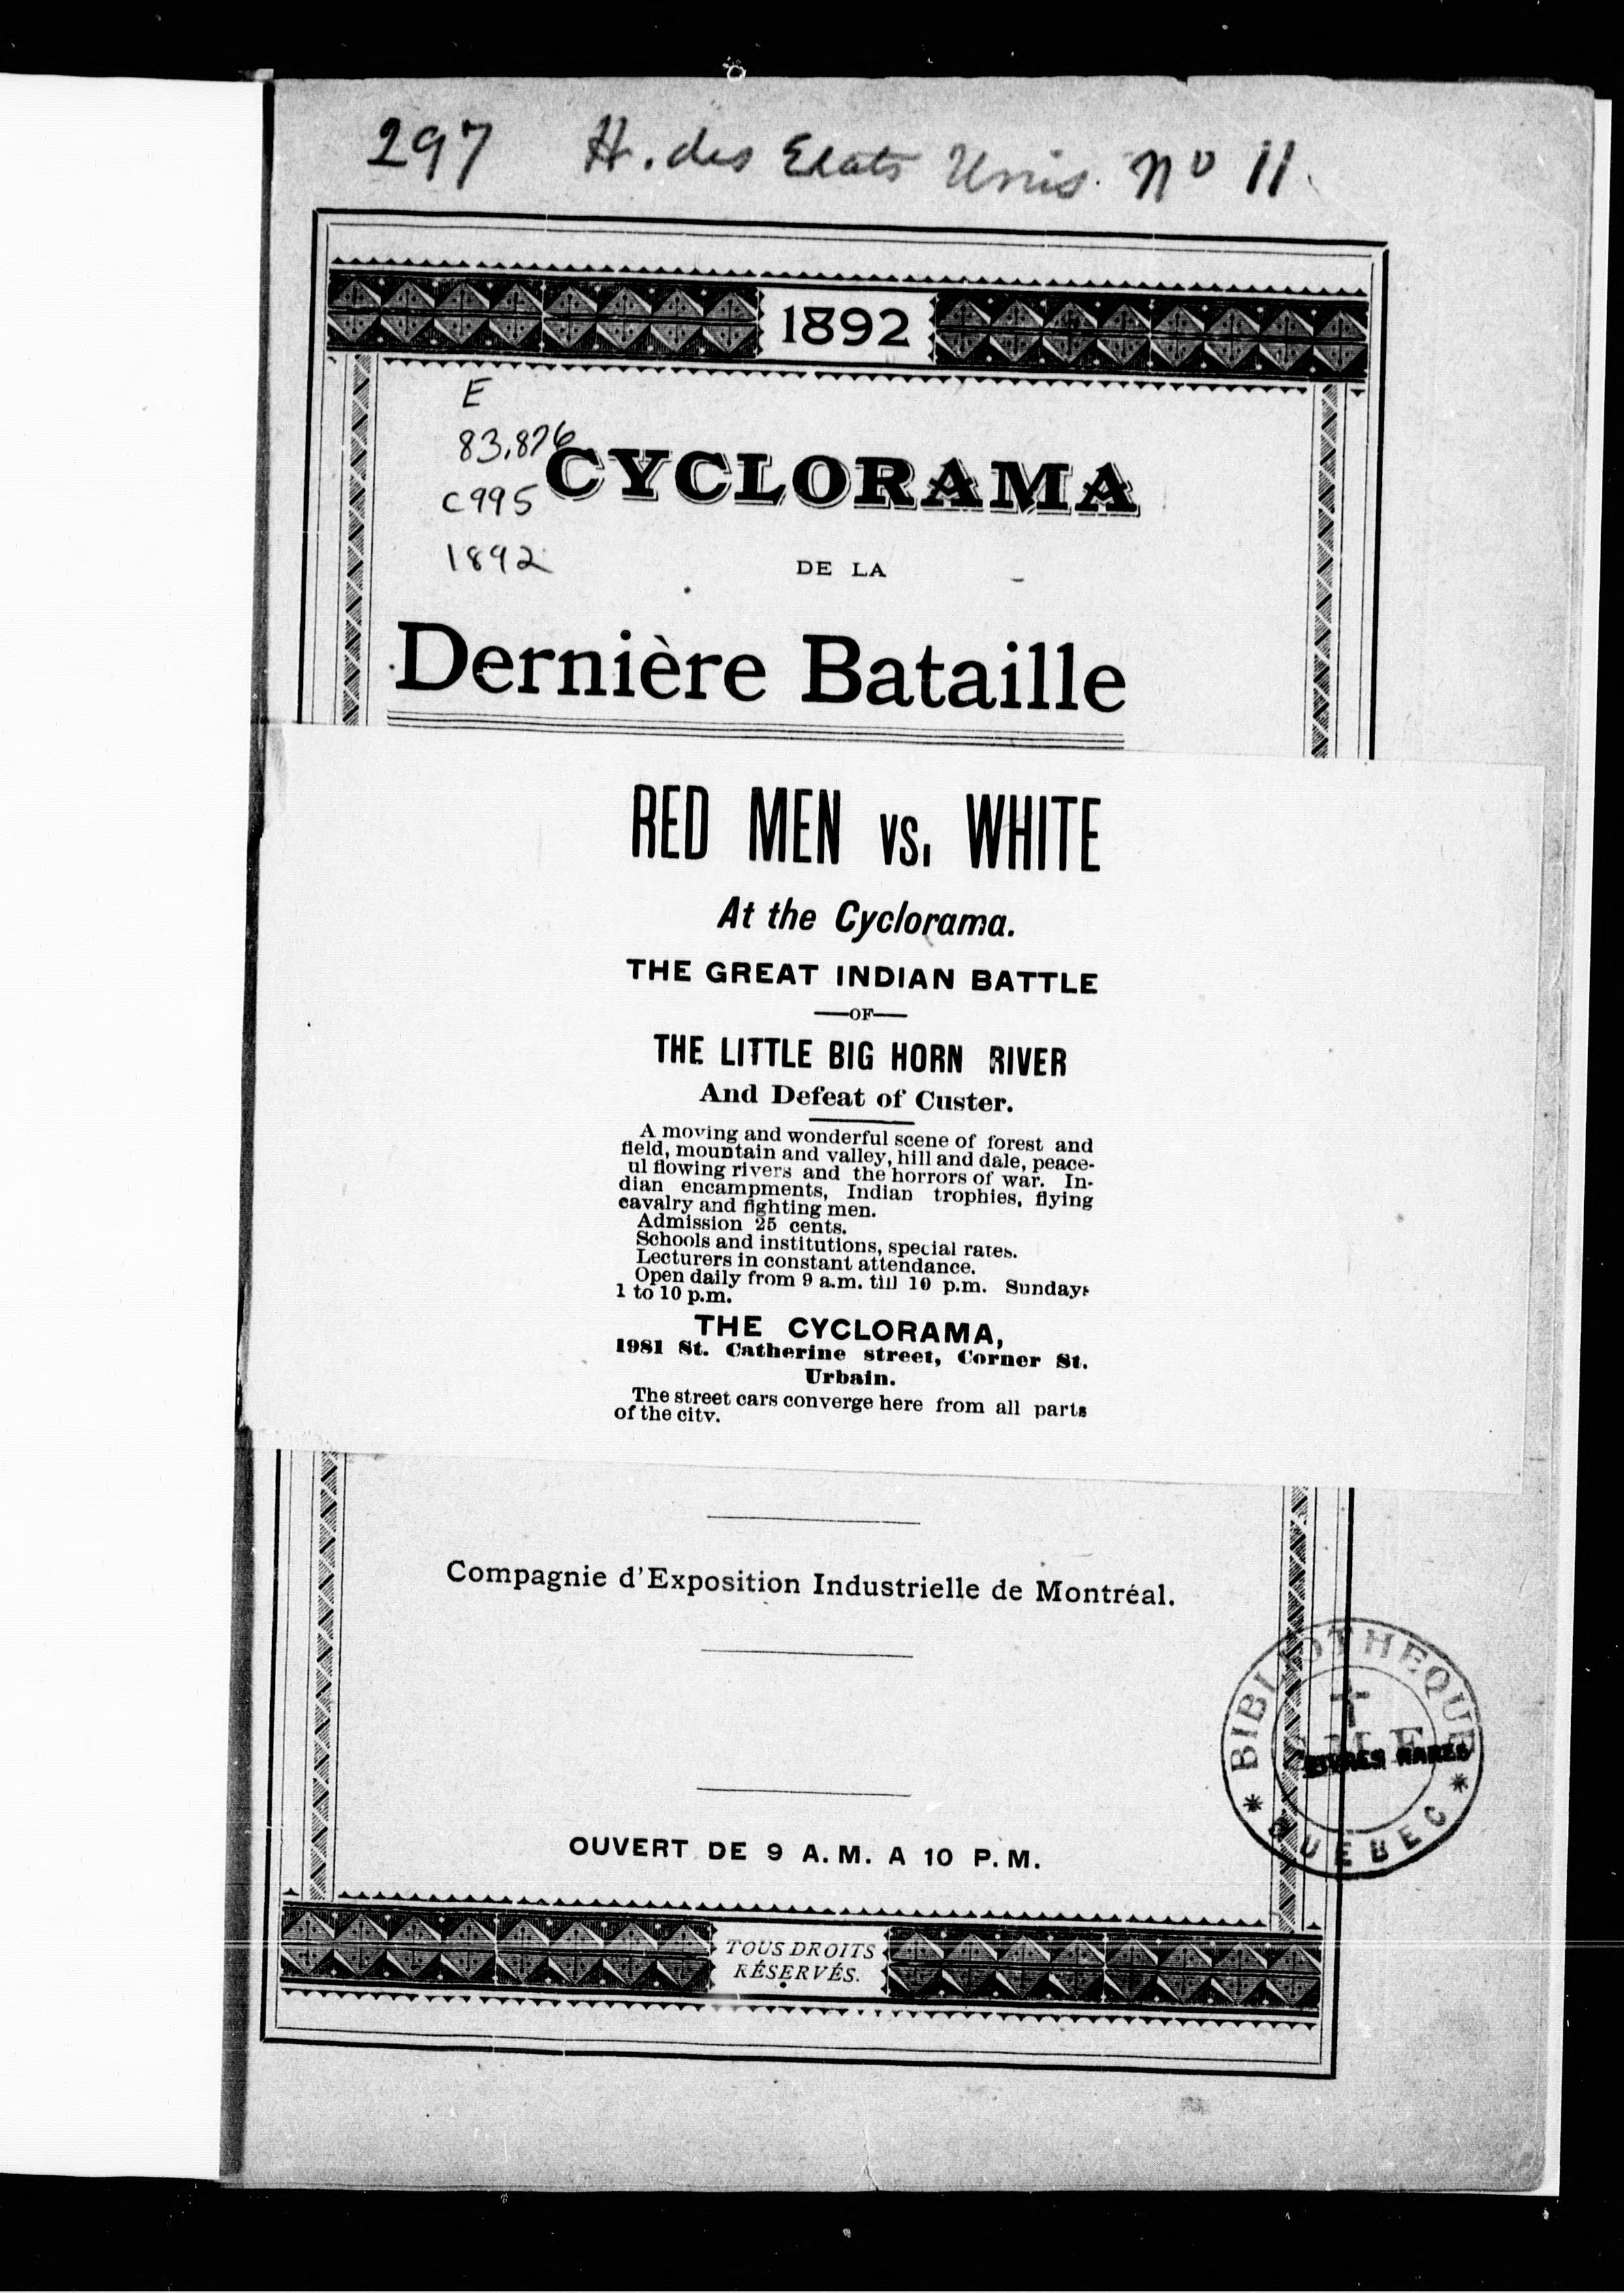 297 H. des Etats Unis. No 11.
1892
E
83.876
C995
1892
CYCLORAMA
DE LA
Dernière Bataille
RED MEN vs. WHITE
At the Cyclorama.
THE GREAT INDIAN BATTLE
—OF—
THE LITTLE BIG HORN RIVER
And Defeat of Custer.
A moving and wonderful scene of forest and
field, mountain and valley, hill and dale, peace-
ul flowing rivers and the horrors of war. In-
dian encampments, Indian trophies, flying
cavalry and fighting men.
Admission 25 cents.
Schools and institutions, special rates.
Lecturers in constant attendance.
Open daily from 9 a.m. till 10 p.m. Sundays
1 to 10 p.m.
THE CYCLORAMA,
1981 St. Catherine street, Corner St.
Urbain.
The street cars converge here from all parts
of the city.
Compagnie d'Exposition Industrielle de Montréal.
BIBLIOTHEQUE
LIVRES RARES
* QUEBEC *
OUVERT DE 9 A.M. A 10 P.M.
TOUS DROITS
RÉSERVÉS.